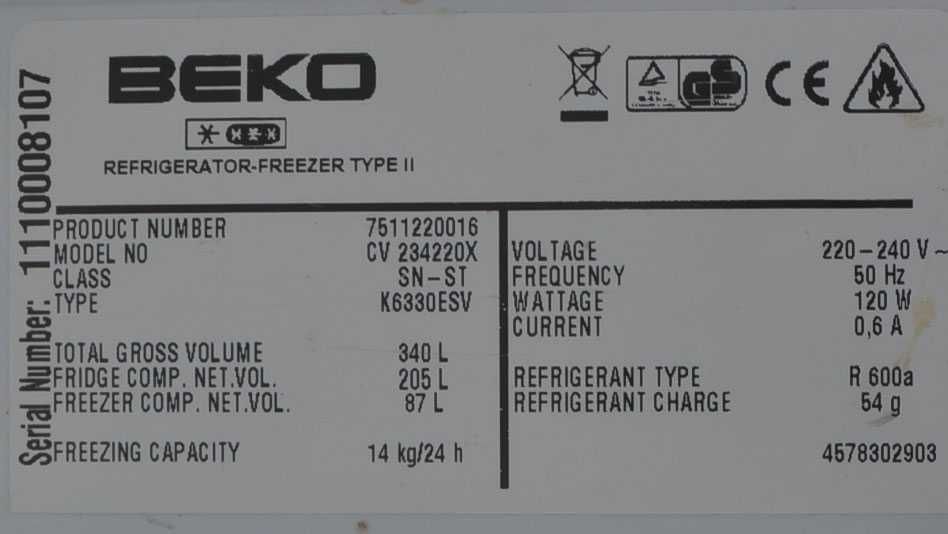 BEKO
REFRIGERATOR-FREEZER TYPE II
Serial Number: 1110008107
PRODUCT NUMBER 7511220016
MODEL NO CV 234220X
CLASS SN-ST
TYPE K6330ESV
TOTAL GROSS VOLUME 340 L
FRIDGE COMP. NET.VOL. 205 L
FREEZER COMP. NET.VOL. 87 L
FREEZING CAPACITY 14 kg/24 h
VOLTAGE 220-240 V ~
FREQUENCY 50 Hz
WATTAGE 120 W
CURRENT 0,6 A
REFRIGERANT TYPE R 600a
REFRIGERANT CHARGE 54 g
4578302903
GS
CE